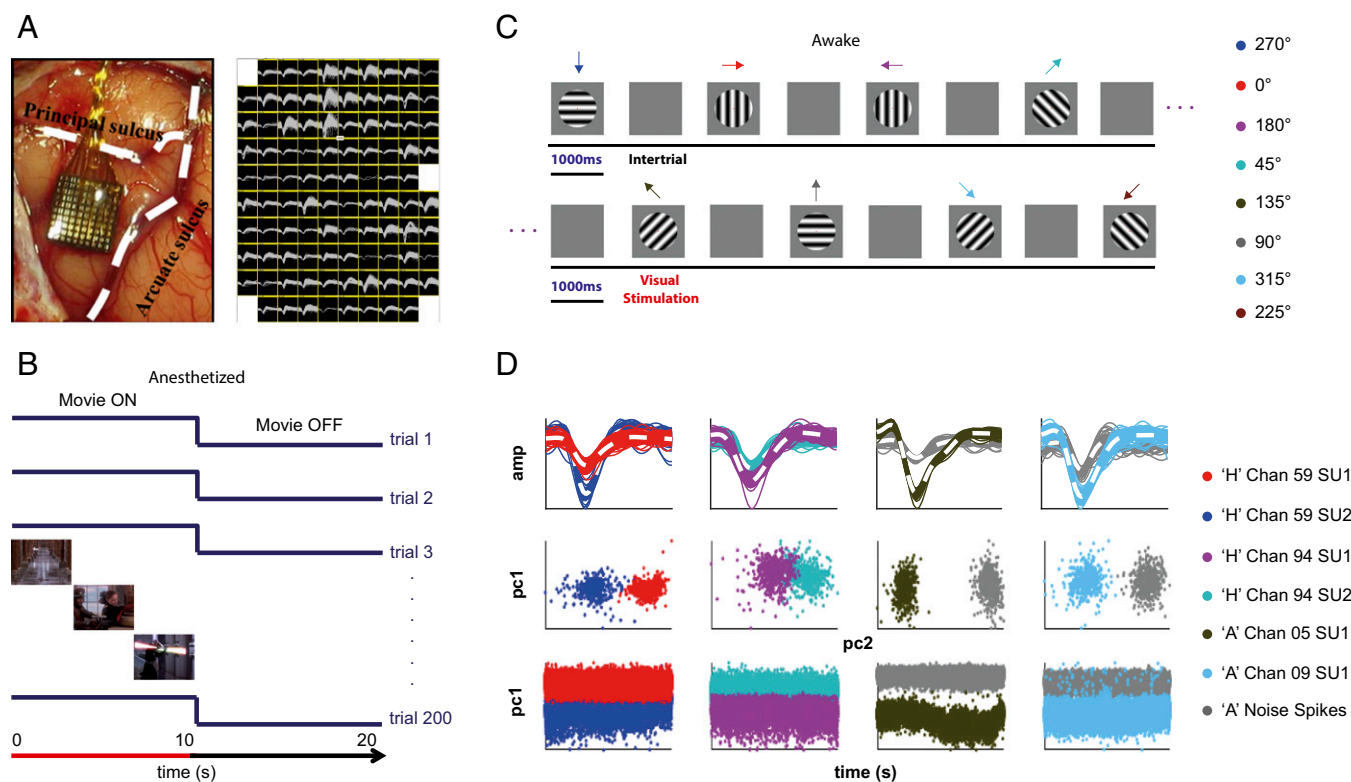 A
Principal sulcus
Arcuate sulcus
B
Anesthetized
Movie ON
Movie OFF
trial 1
trial 2
trial 3
.
.
.
.
.
.
.
trial 200
0 10 20
time (s)
C
Awake
. . .
1000ms Intertrial
. . .
1000ms Visual
Stimulation
270°
0°
180°
45°
135°
90°
315°
225°
D
amp
pc1
pc2
pc1
time (s)
'H' Chan 59 SU1
'H' Chan 59 SU2
'H' Chan 94 SU1
'H' Chan 94 SU2
'A' Chan 05 SU1
'A' Chan 09 SU1
'A' Noise Spikes